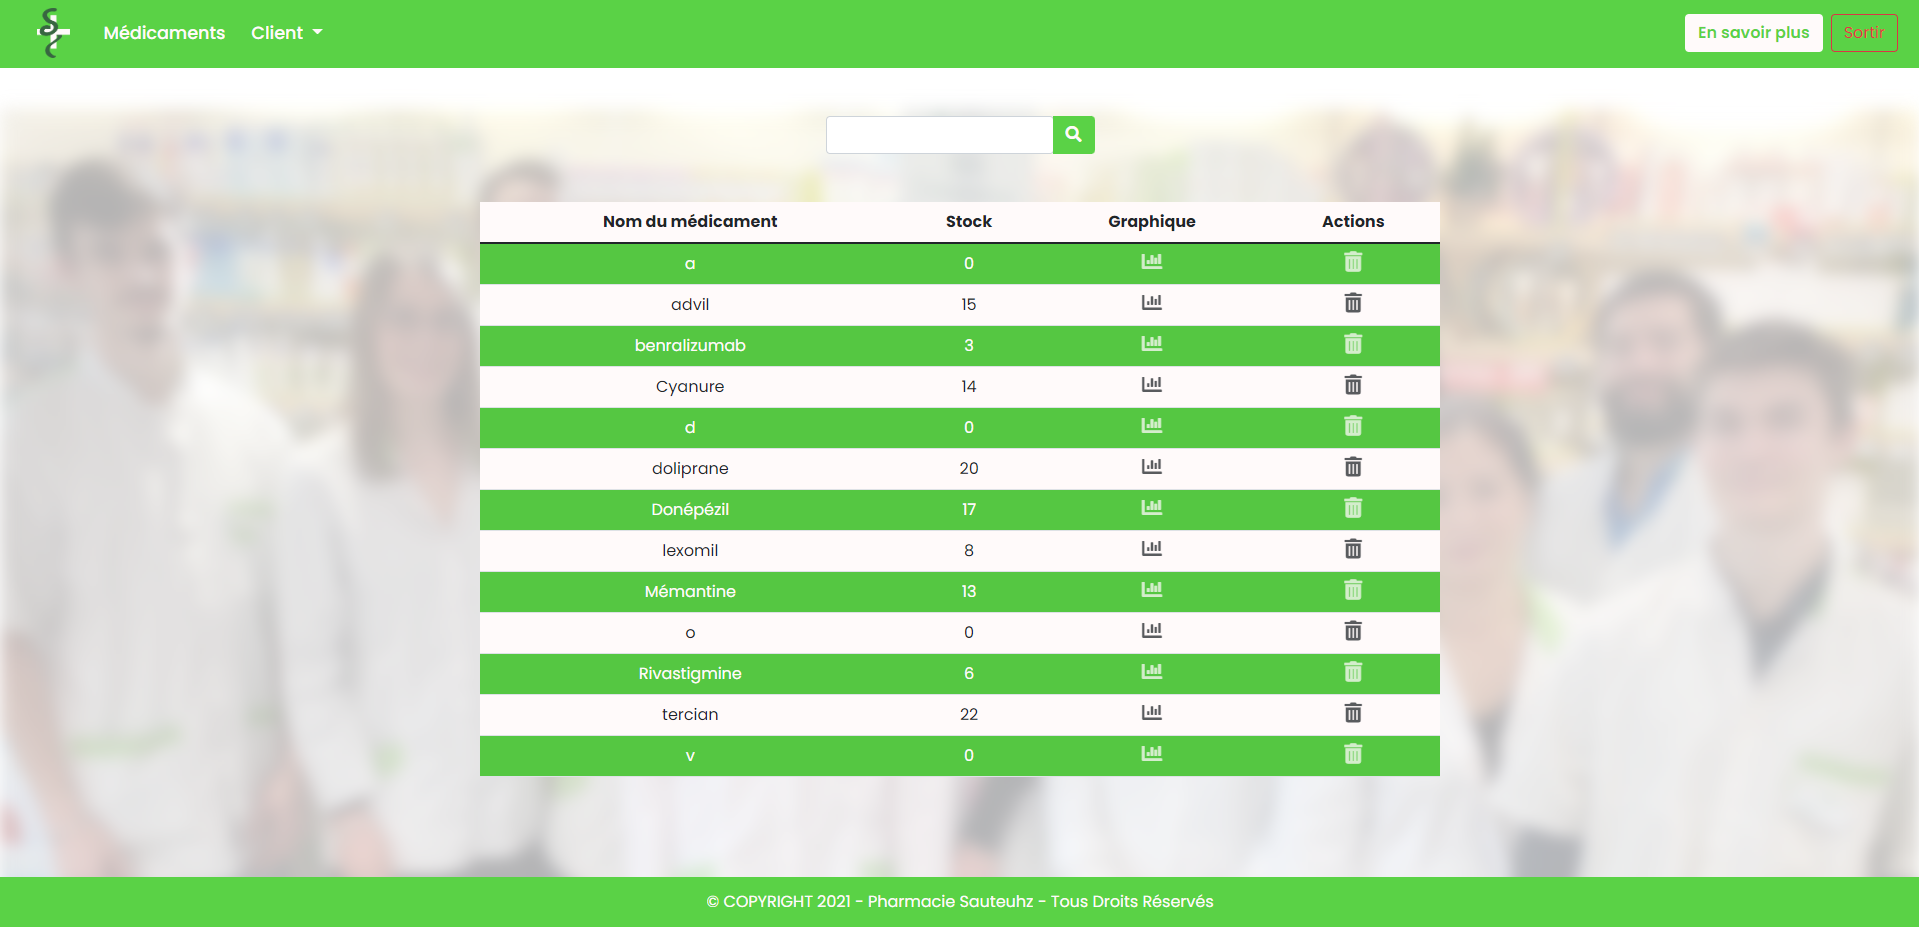 Médicaments Client En savoir plus Sortir
Nom du médicament Stock Graphique Actions
a 0
advil 15
benralizumab 3
Cyanure 14
d 0
doliprane 20
Donépézil 17
lexomil 8
Mémantine 13
o 0
Rivastigmine 6
tercian 22
v 0
© COPYRIGHT 2021 - Pharmacie Sauteuhz - Tous Droits Réservés